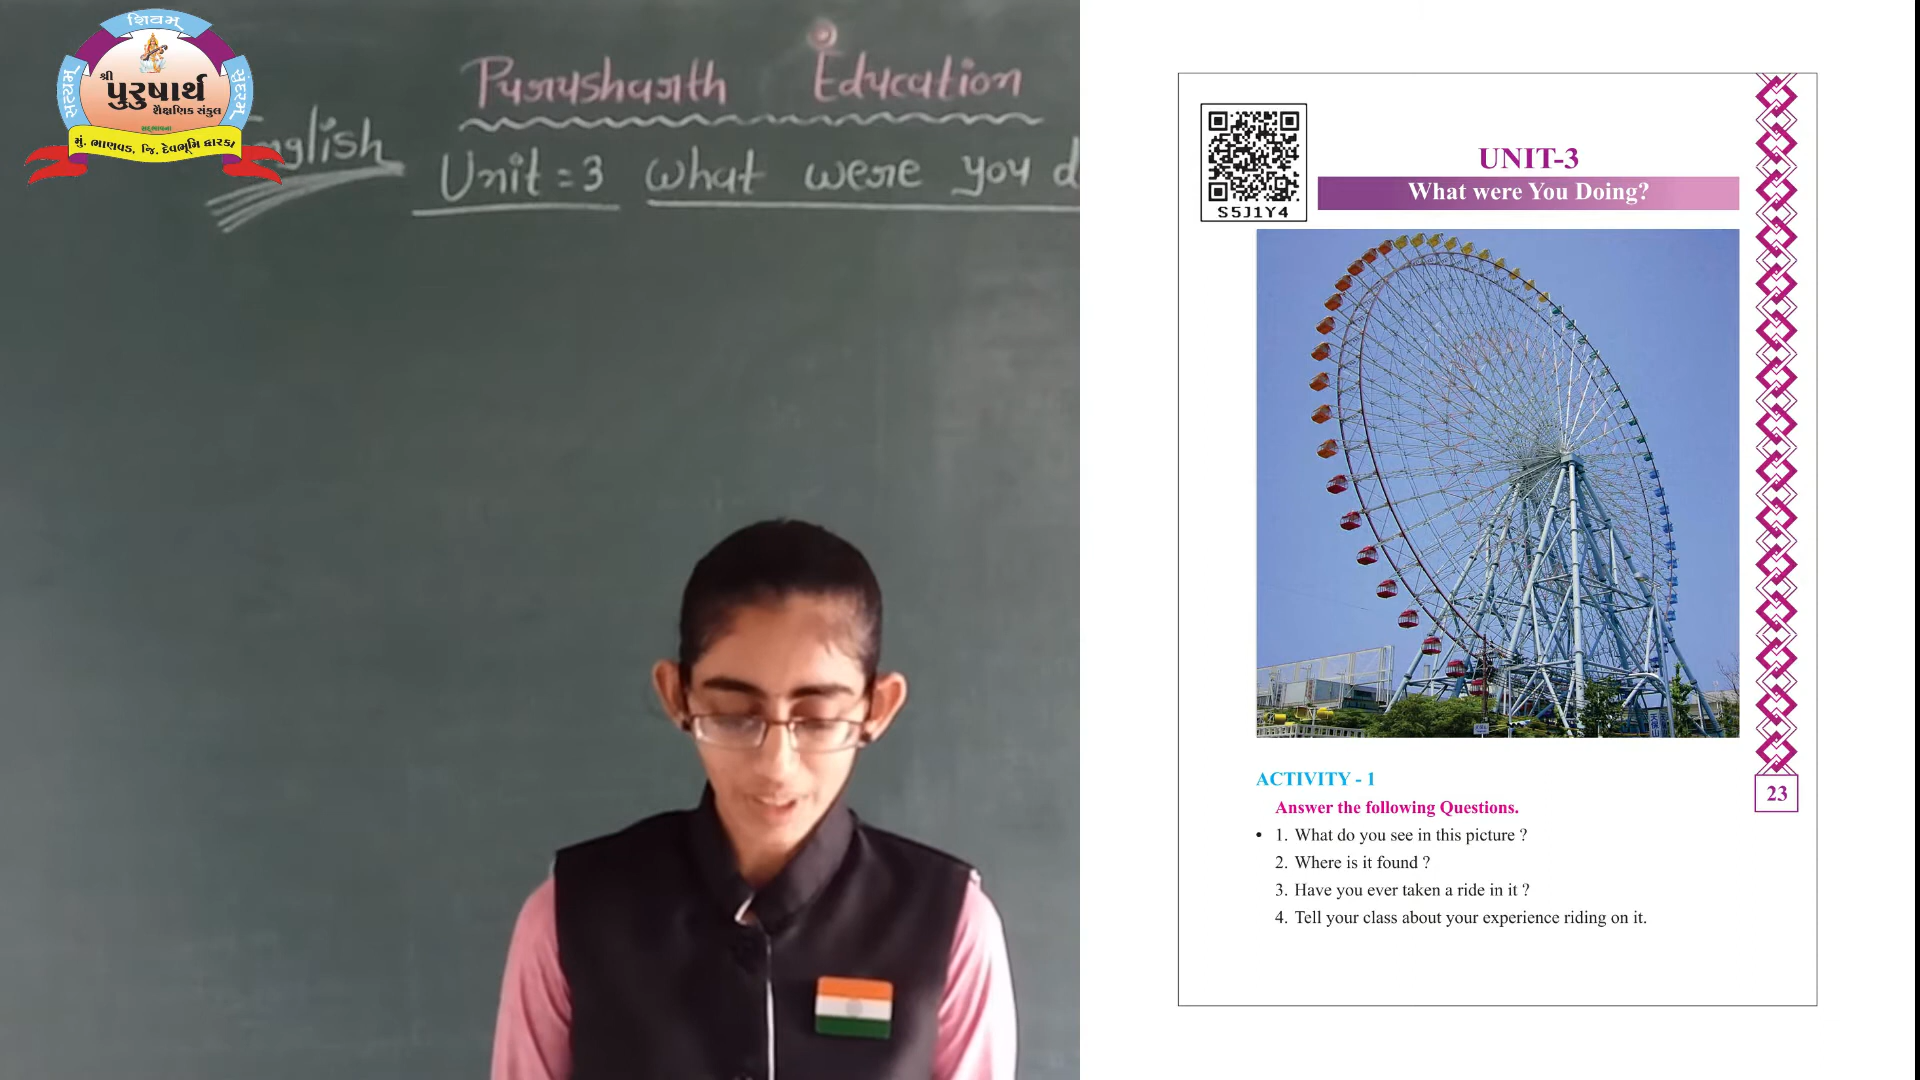 શિવમ્
સત્યમ્
સુંદરમ્
શ્રી
પુરુષાર્થ
શૈક્ષણિક સંકુલ
મું. ભાણવડ, જિ. દેવભૂમિ દ્વારકા
Purusharth Education
English
Unit = 3 What were you d
S5J1Y4
UNIT-3
What were You Doing?
ACTIVITY - 1
Answer the following Questions.
• 1. What do you see in this picture ?
2. Where is it found ?
3. Have you ever taken a ride in it ?
4. Tell your class about your experience riding on it.
23